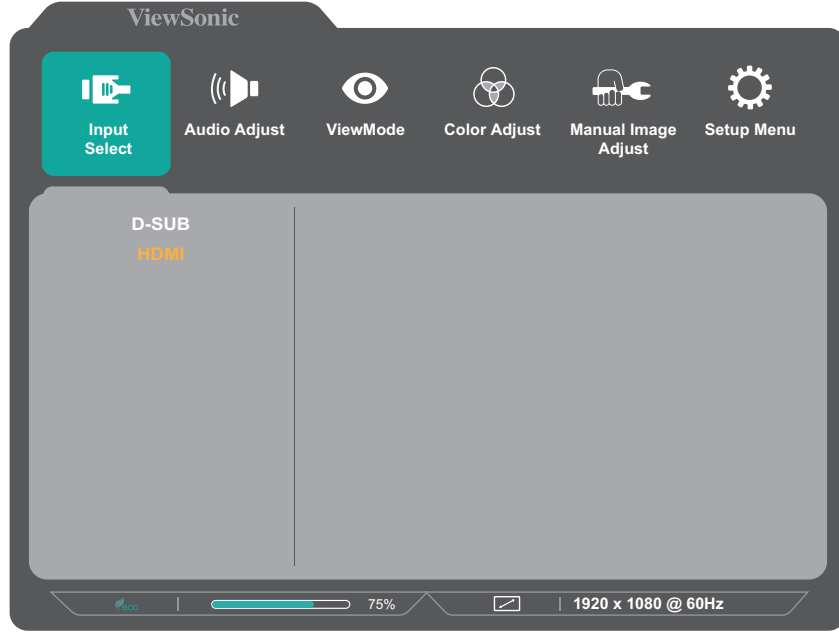 ViewSonic
Input Select
Audio Adjust
ViewMode
Color Adjust
Manual Image Adjust
Setup Menu
D-SUB
HDMI
eco
75%
1920 x 1080 @ 60Hz